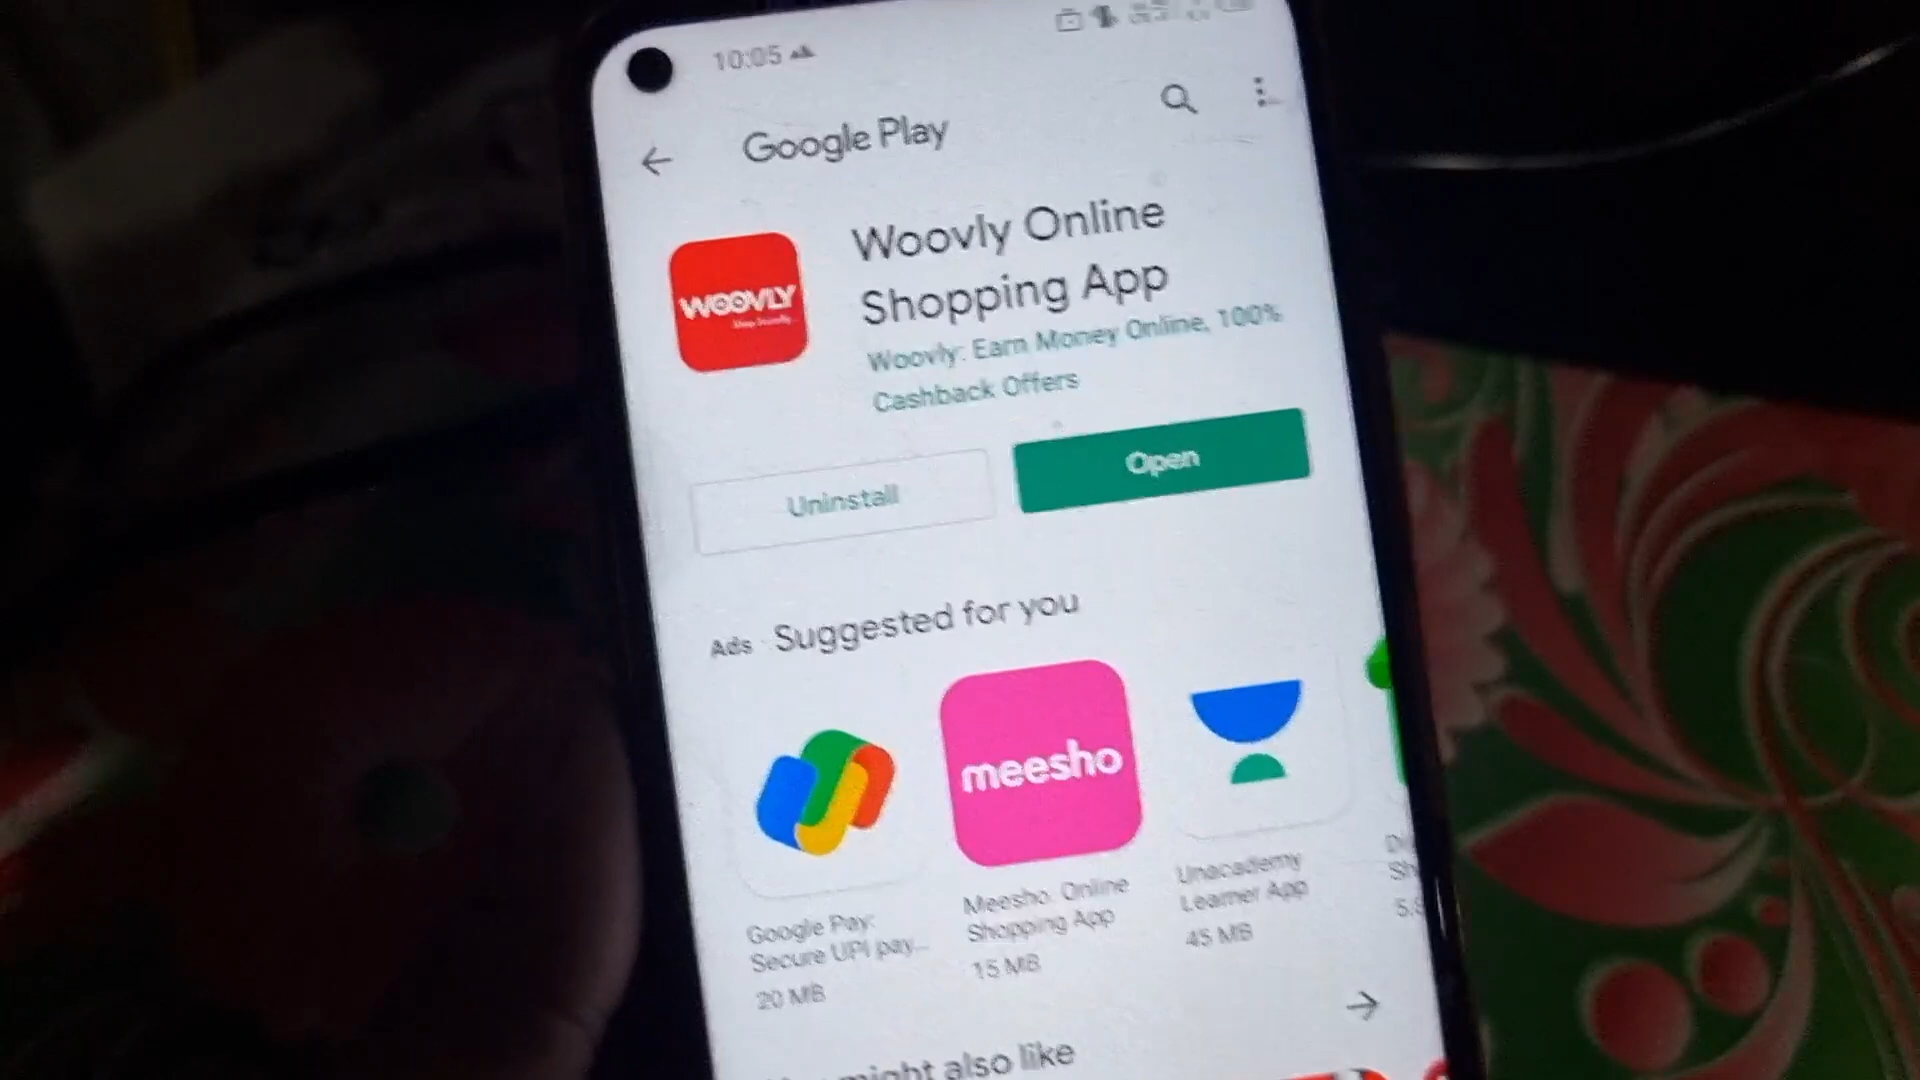 10:05
Google Play
WOOVLY
Woovly Online
Shopping App
Woovly: Earn Money Online, 100%
Cashback Offers
Uninstall
Open
Ads · Suggested for you
meesho
Google Pay:
Secure UPI pay...
20 MB
Meesho: Online
Shopping App
15 MB
Unacademy
Learner App
45 MB
might also like